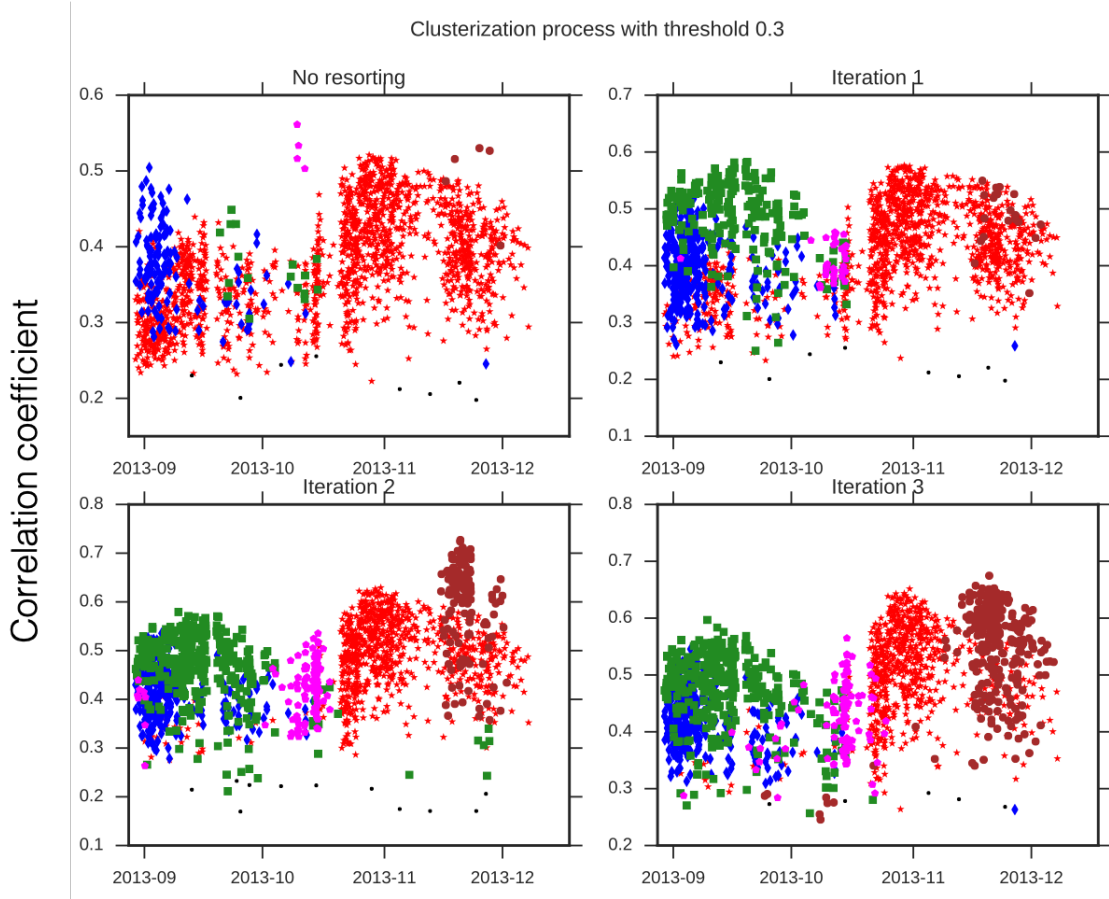 Clusterization process with threshold 0.3
Correlation coefficient
No resorting
0.6
0.5
0.4
0.3
0.2
2013-09 2013-10 2013-11 2013-12
Iteration 1
0.7
0.6
0.5
0.4
0.3
0.2
0.1
2013-09 2013-10 2013-11 2013-12
Iteration 2
0.8
0.7
0.6
0.5
0.4
0.3
0.2
0.1
2013-09 2013-10 2013-11 2013-12
Iteration 3
0.8
0.7
0.6
0.5
0.4
0.3
0.2
2013-09 2013-10 2013-11 2013-12